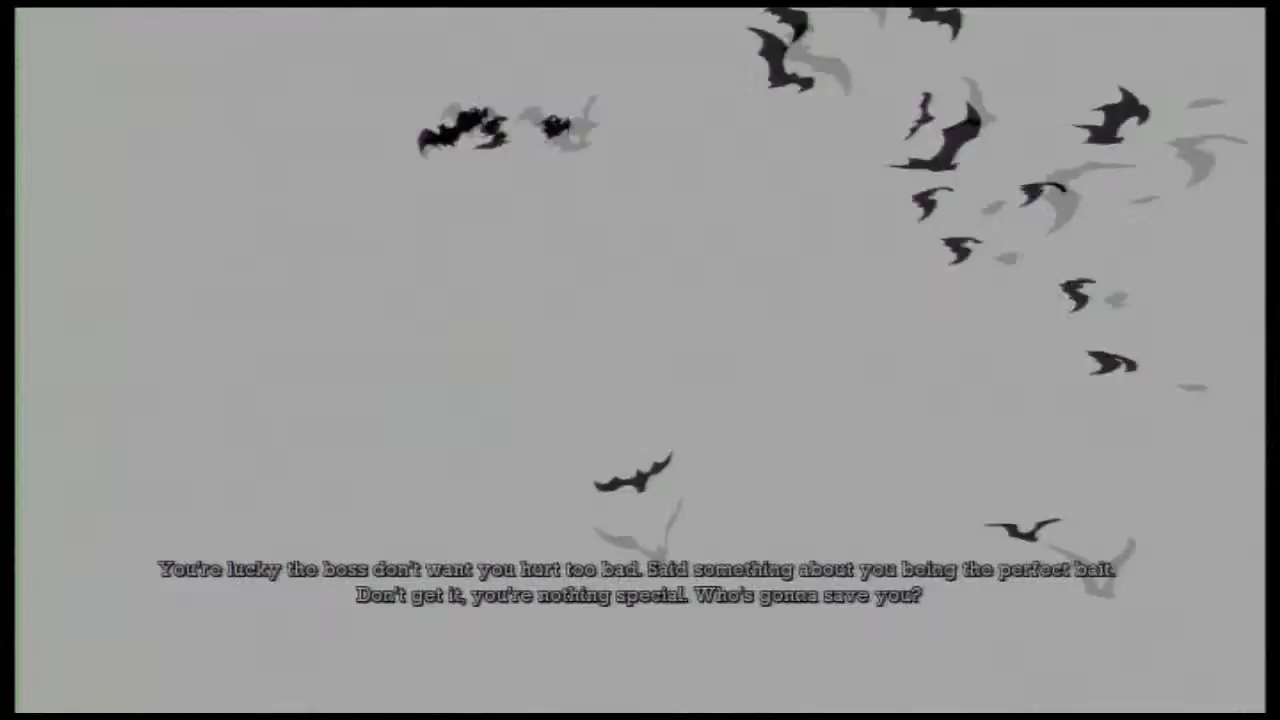 You're lucky the boss don't want you hurt too bad. Said something about you being the perfect bait.
Don't get it, you're nothing special. Who's gonna save you?